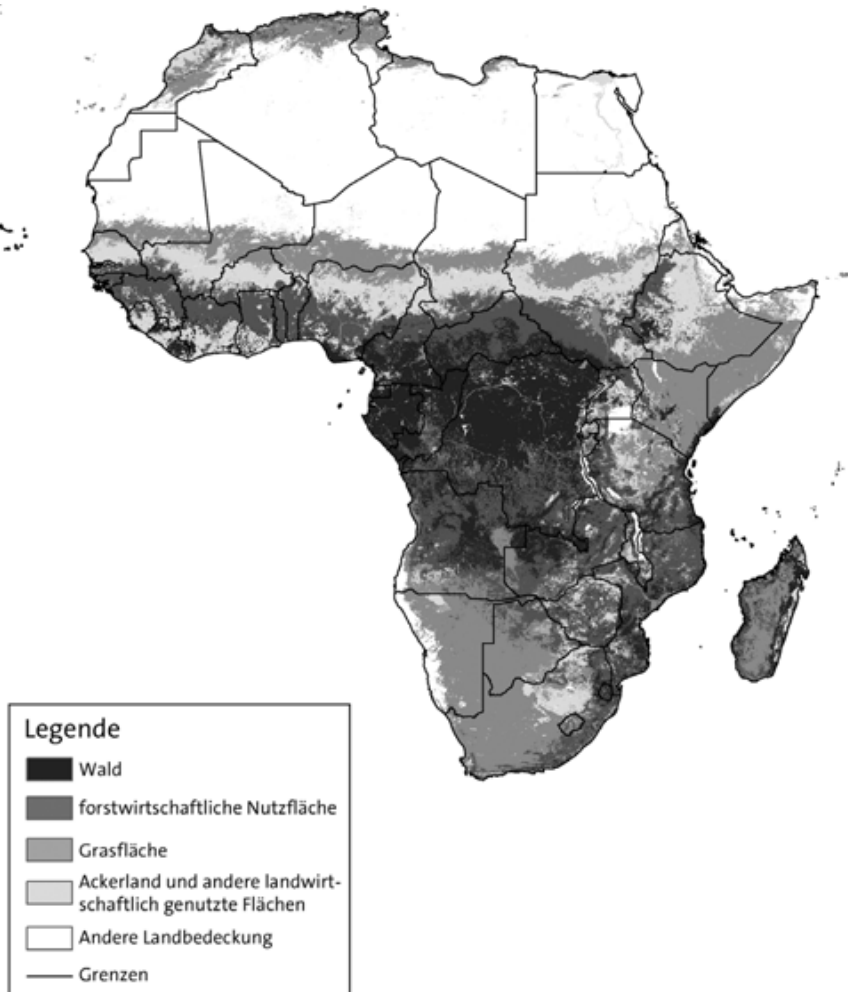 Legende
Wald
forstwirtschaftliche Nutzfläche
Grasfläche
Ackerland und andere landwirt-
schaftlich genutzte Flächen
Andere Landbedeckung
Grenzen